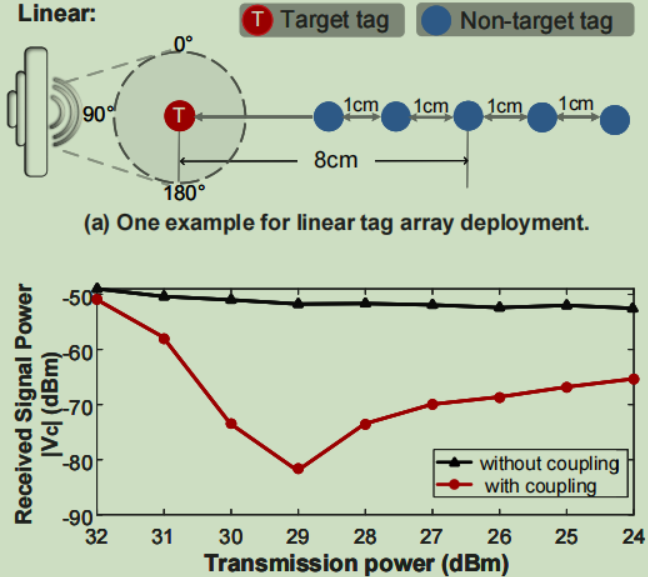 Linear:
T Target tag
Non-target tag
0°
90°
T
1cm 1cm 1cm 1cm
8cm
180°
(a) One example for linear tag array deployment.
Received Signal Power
|Vc| (dBm)
-50
-60
-70
-80
-90
without coupling
with coupling
32 31 30 29 28 27 26 25 24
Transmission power (dBm)